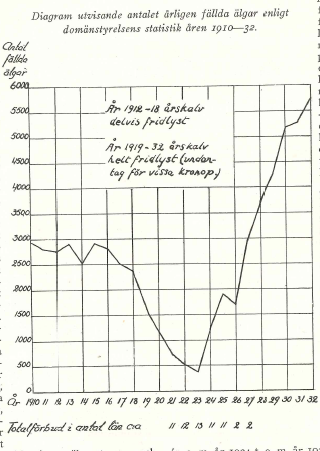 Diagram utvisande antalet årligen fällda älgar enligt
domänstyrelsens statistik åren 1910—32.
Antal
fällda
älgar
6000
5500
5000
4500
4000
3500
3000
2500
2000
1500
1000
500
0
År 1912-18 årskalv
delvis fridlyst
År 1919-32 årskalv
helt fridlyst (undan-
tag för vissa kronop.)
År 1910 11 12 13 14 15 16 17 18 19 20 21 22 23 24 25 26 27 28 29 30 31 32
Totalförbud i antal län c:a 11 12 13 11 11 2 2